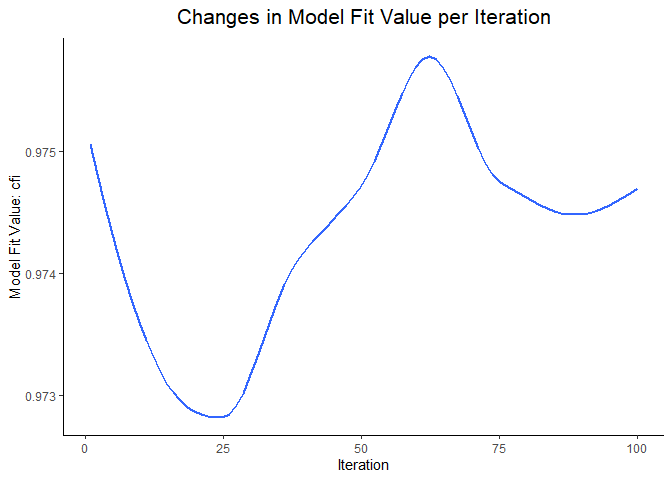 Changes in Model Fit Value per Iteration
Model Fit Value: cfi
0.975
0.974
0.973
0 25 50 75 100
Iteration